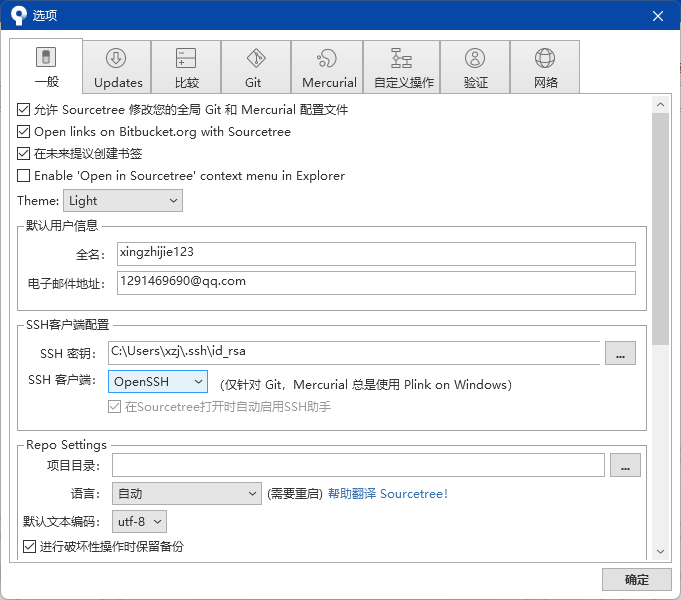 选项
一般
Updates
比较
Git
Mercurial
自定义操作
验证
网络
允许 Sourcetree 修改您的全局 Git 和 Mercurial 配置文件
Open links on Bitbucket.org with Sourcetree
在未来提议创建书签
Enable 'Open in Sourcetree' context menu in Explorer
Theme: Light
默认用户信息
全名: xingzhijie123
电子邮件地址: 1291469690@qq.com
SSH客户端配置
SSH 密钥: C:\Users\xzj\.ssh\id_rsa ...
SSH 客户端: OpenSSH (仅针对 Git，Mercurial 总是使用 Plink on Windows)
在Sourcetree打开时自动启用SSH助手
Repo Settings
项目目录: ...
语言: 自动 (需要重启) 帮助翻译 Sourcetree!
默认文本编码: utf-8
进行破坏性操作时保留备份
确定